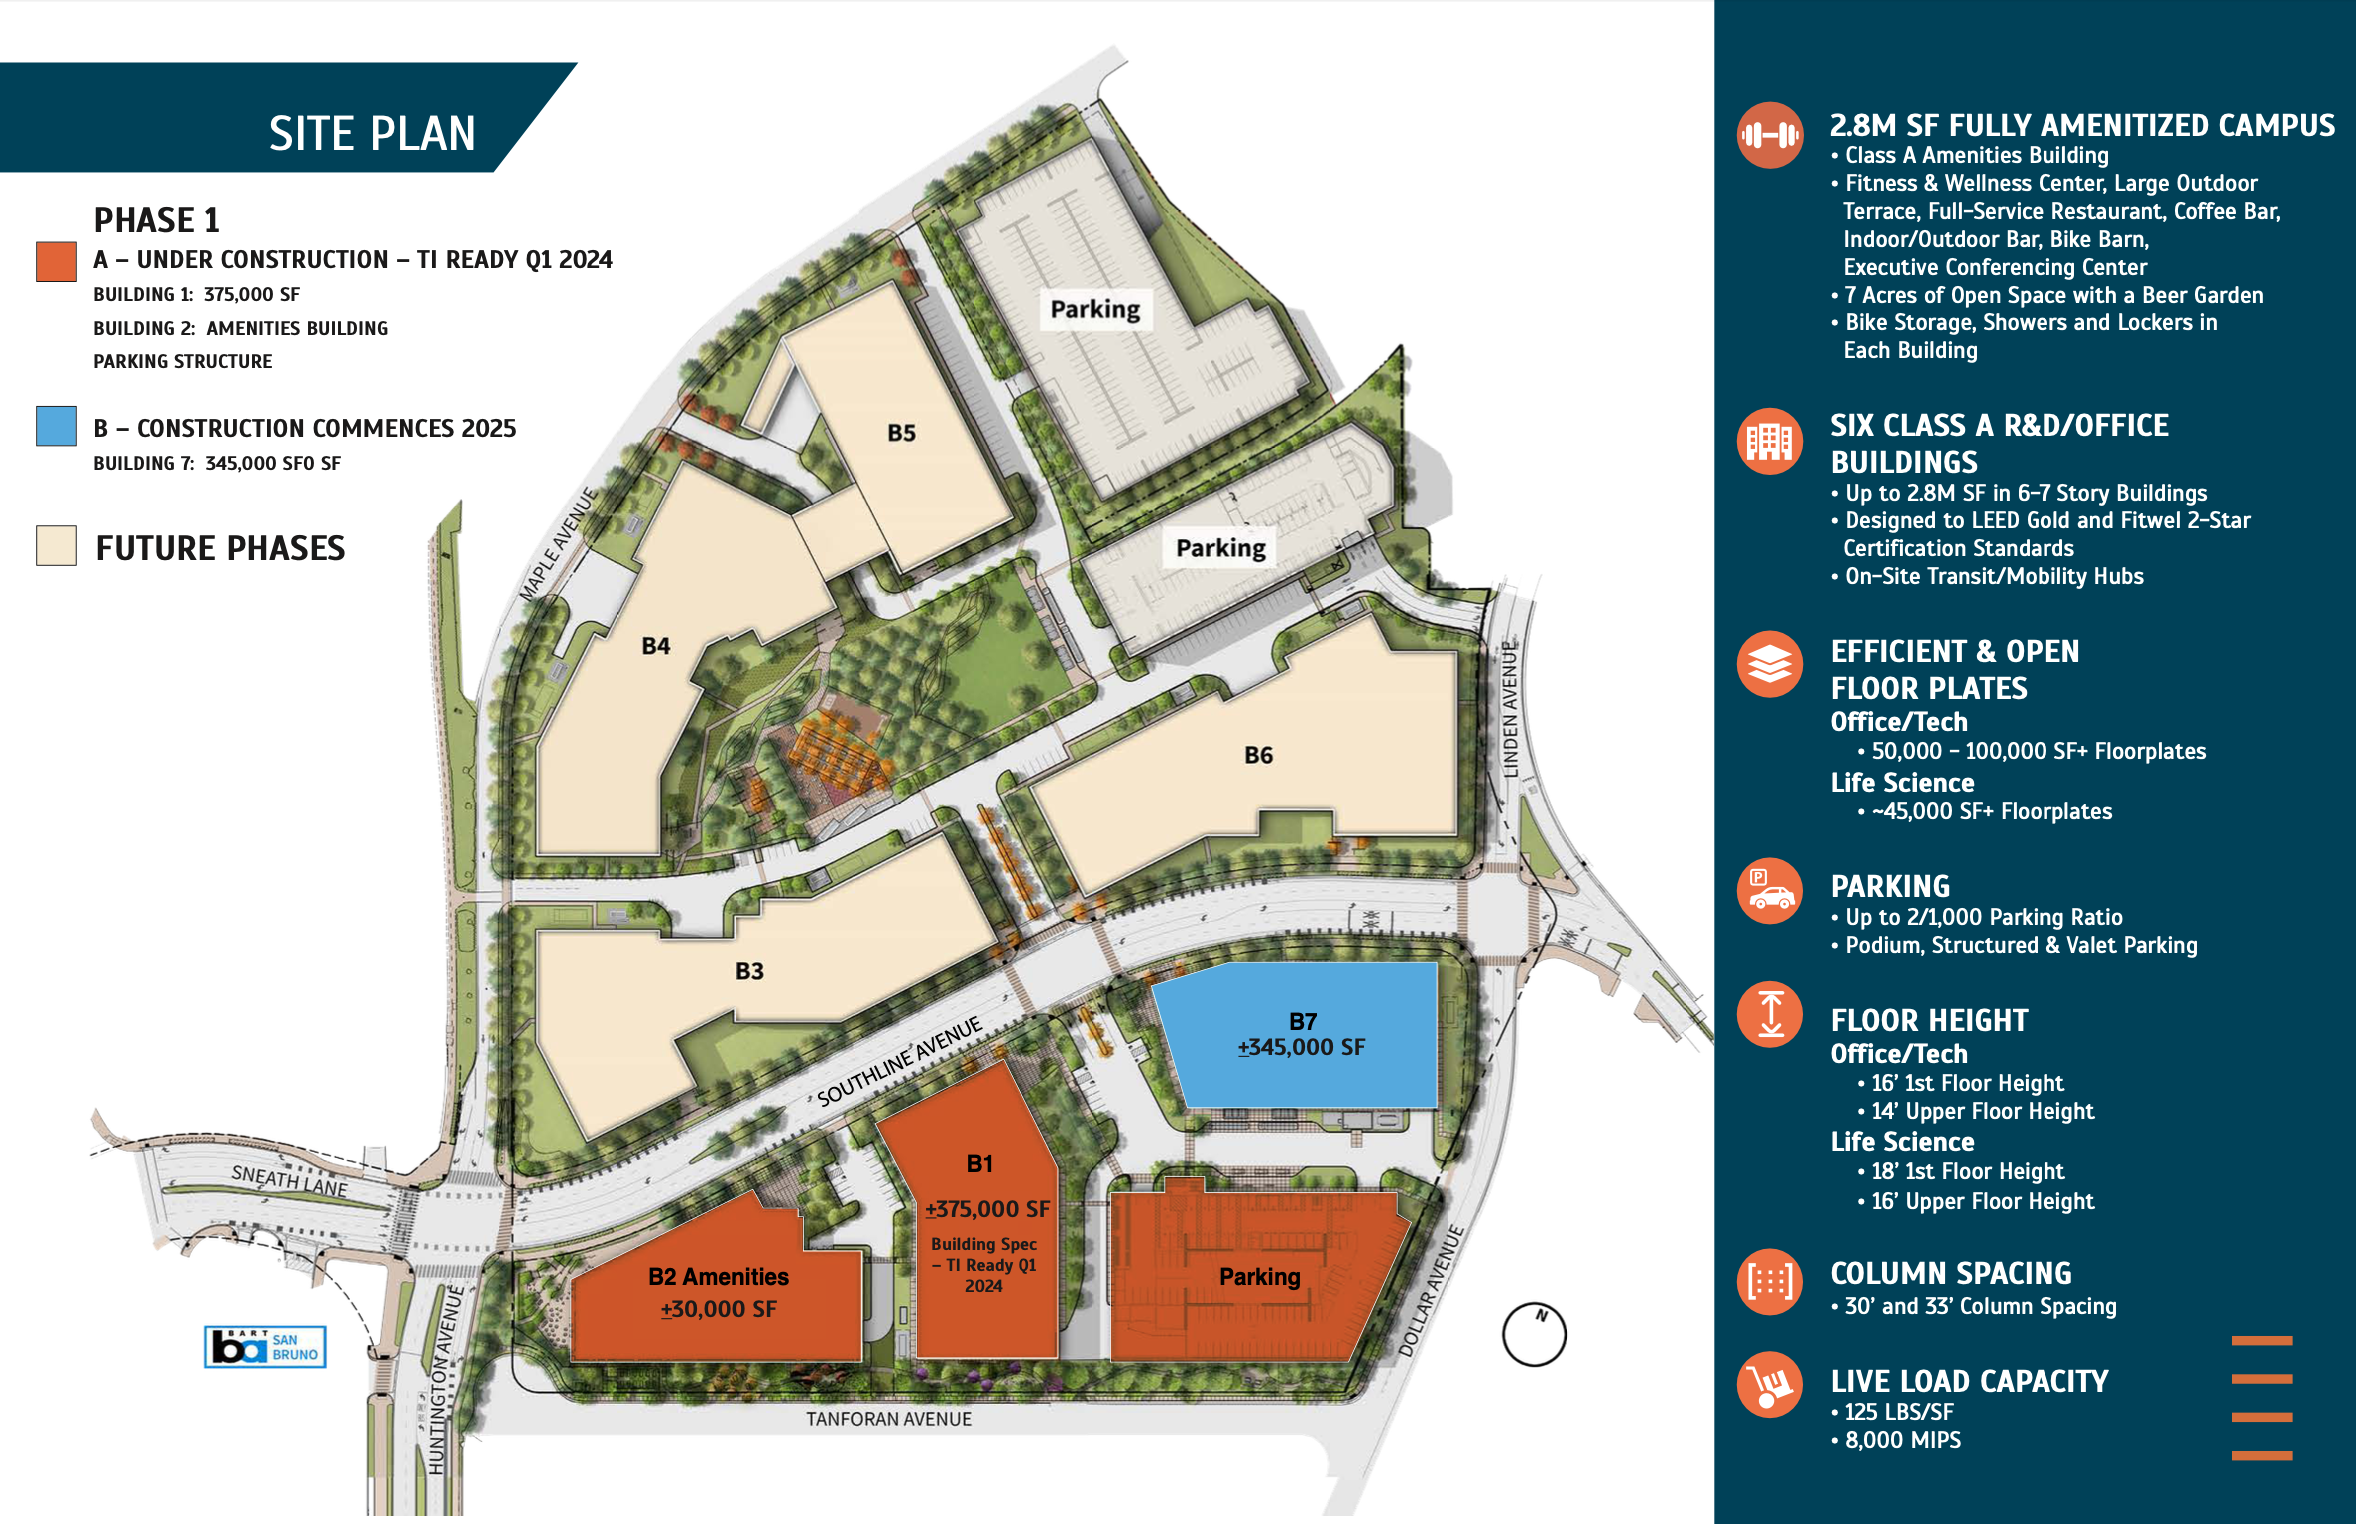 SITE PLAN
PHASE 1
A – UNDER CONSTRUCTION – TI READY Q1 2024
BUILDING 1: 375,000 SF
BUILDING 2: AMENITIES BUILDING
PARKING STRUCTURE
B – CONSTRUCTION COMMENCES 2025
BUILDING 7: 345,000 SFO SF
FUTURE PHASES
Parking
B5
Parking
MAPLE AVENUE
B4
LINDEN AVENUE
B6
B3
SOUTHLINE AVENUE
B7
±345,000 SF
B1
±375,000 SF
Building Spec
– TI Ready Q1
2024
SNEATH LANE
B2 Amenities
±30,000 SF
Parking
DOLLAR AVENUE
HUNTINGTON AVENUE
TANFORAN AVENUE
BART
ba
SAN
BRUNO
N
2.8M SF FULLY AMENITIZED CAMPUS
• Class A Amenities Building
• Fitness & Wellness Center, Large Outdoor
Terrace, Full-Service Restaurant, Coffee Bar,
Indoor/Outdoor Bar, Bike Barn,
Executive Conferencing Center
• 7 Acres of Open Space with a Beer Garden
• Bike Storage, Showers and Lockers in
Each Building
SIX CLASS A R&D/OFFICE
BUILDINGS
• Up to 2.8M SF in 6-7 Story Buildings
• Designed to LEED Gold and Fitwel 2-Star
Certification Standards
• On-Site Transit/Mobility Hubs
EFFICIENT & OPEN
FLOOR PLATES
Office/Tech
• 50,000 – 100,000 SF+ Floorplates
Life Science
• ~45,000 SF+ Floorplates
P
PARKING
• Up to 2/1,000 Parking Ratio
• Podium, Structured & Valet Parking
FLOOR HEIGHT
Office/Tech
• 16’ 1st Floor Height
• 14’ Upper Floor Height
Life Science
• 18’ 1st Floor Height
• 16’ Upper Floor Height
COLUMN SPACING
• 30’ and 33’ Column Spacing
LIVE LOAD CAPACITY
• 125 LBS/SF
• 8,000 MIPS